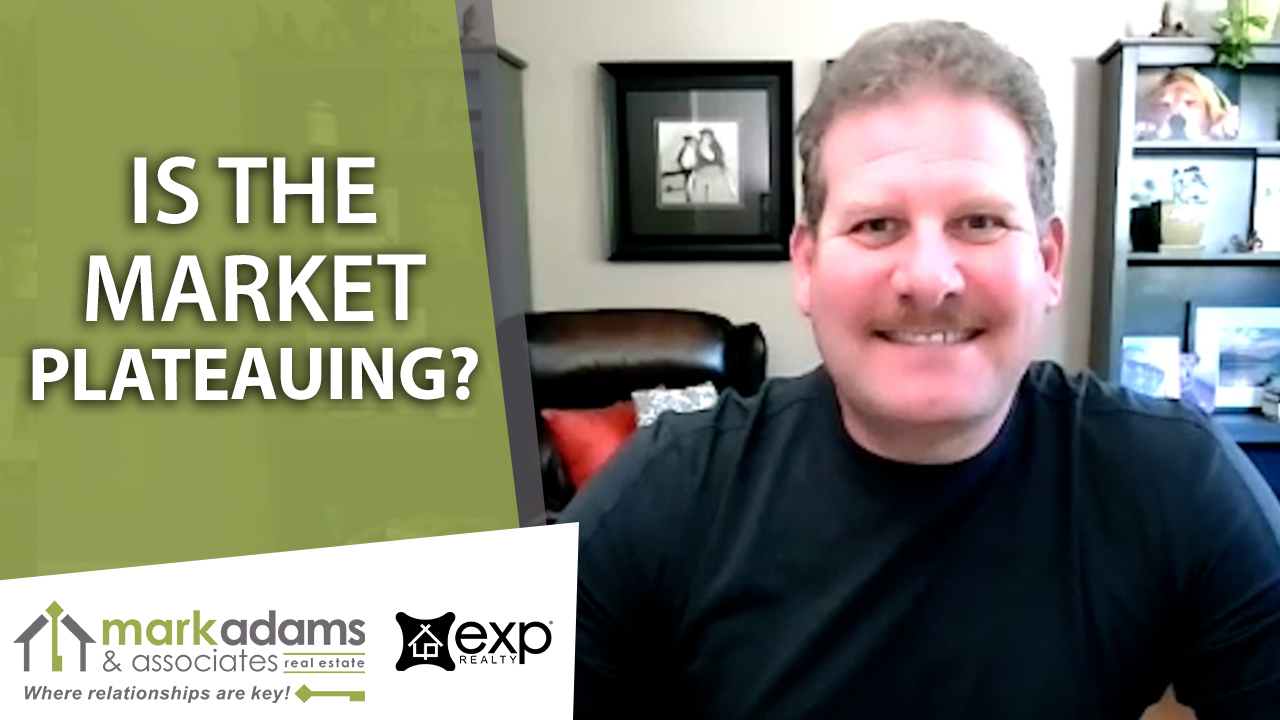 IS THE
MARKET
PLATEAUING?
markadams
& associates real estate
Where relationships are key!
exp®
REALTY